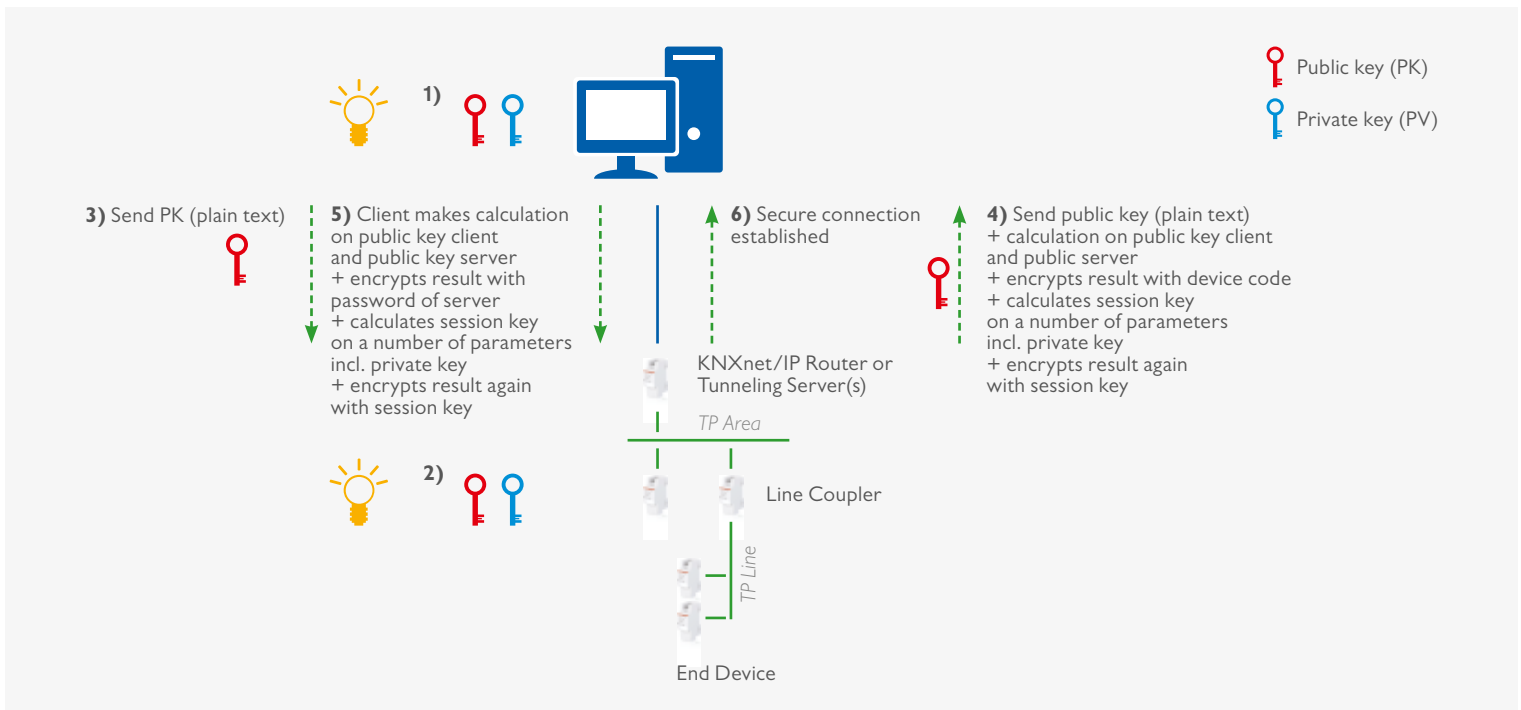 1)
Public key (PK)
Private key (PV)
3) Send PK (plain text)
5) Client makes calculation
on public key client
and public key server
+ encrypts result with
password of server
+ calculates session key
on a number of parameters
incl. private key
+ encrypts result again
with session key
6) Secure connection
established
4) Send public key (plain text)
+ calculation on public key client
and public server
+ encrypts result with device code
+ calculates session key
on a number of parameters
incl. private key
+ encrypts result again
with session key
KNXnet/IP Router or
Tunneling Server(s)
TP Area
2)
Line Coupler
TP Line
End Device